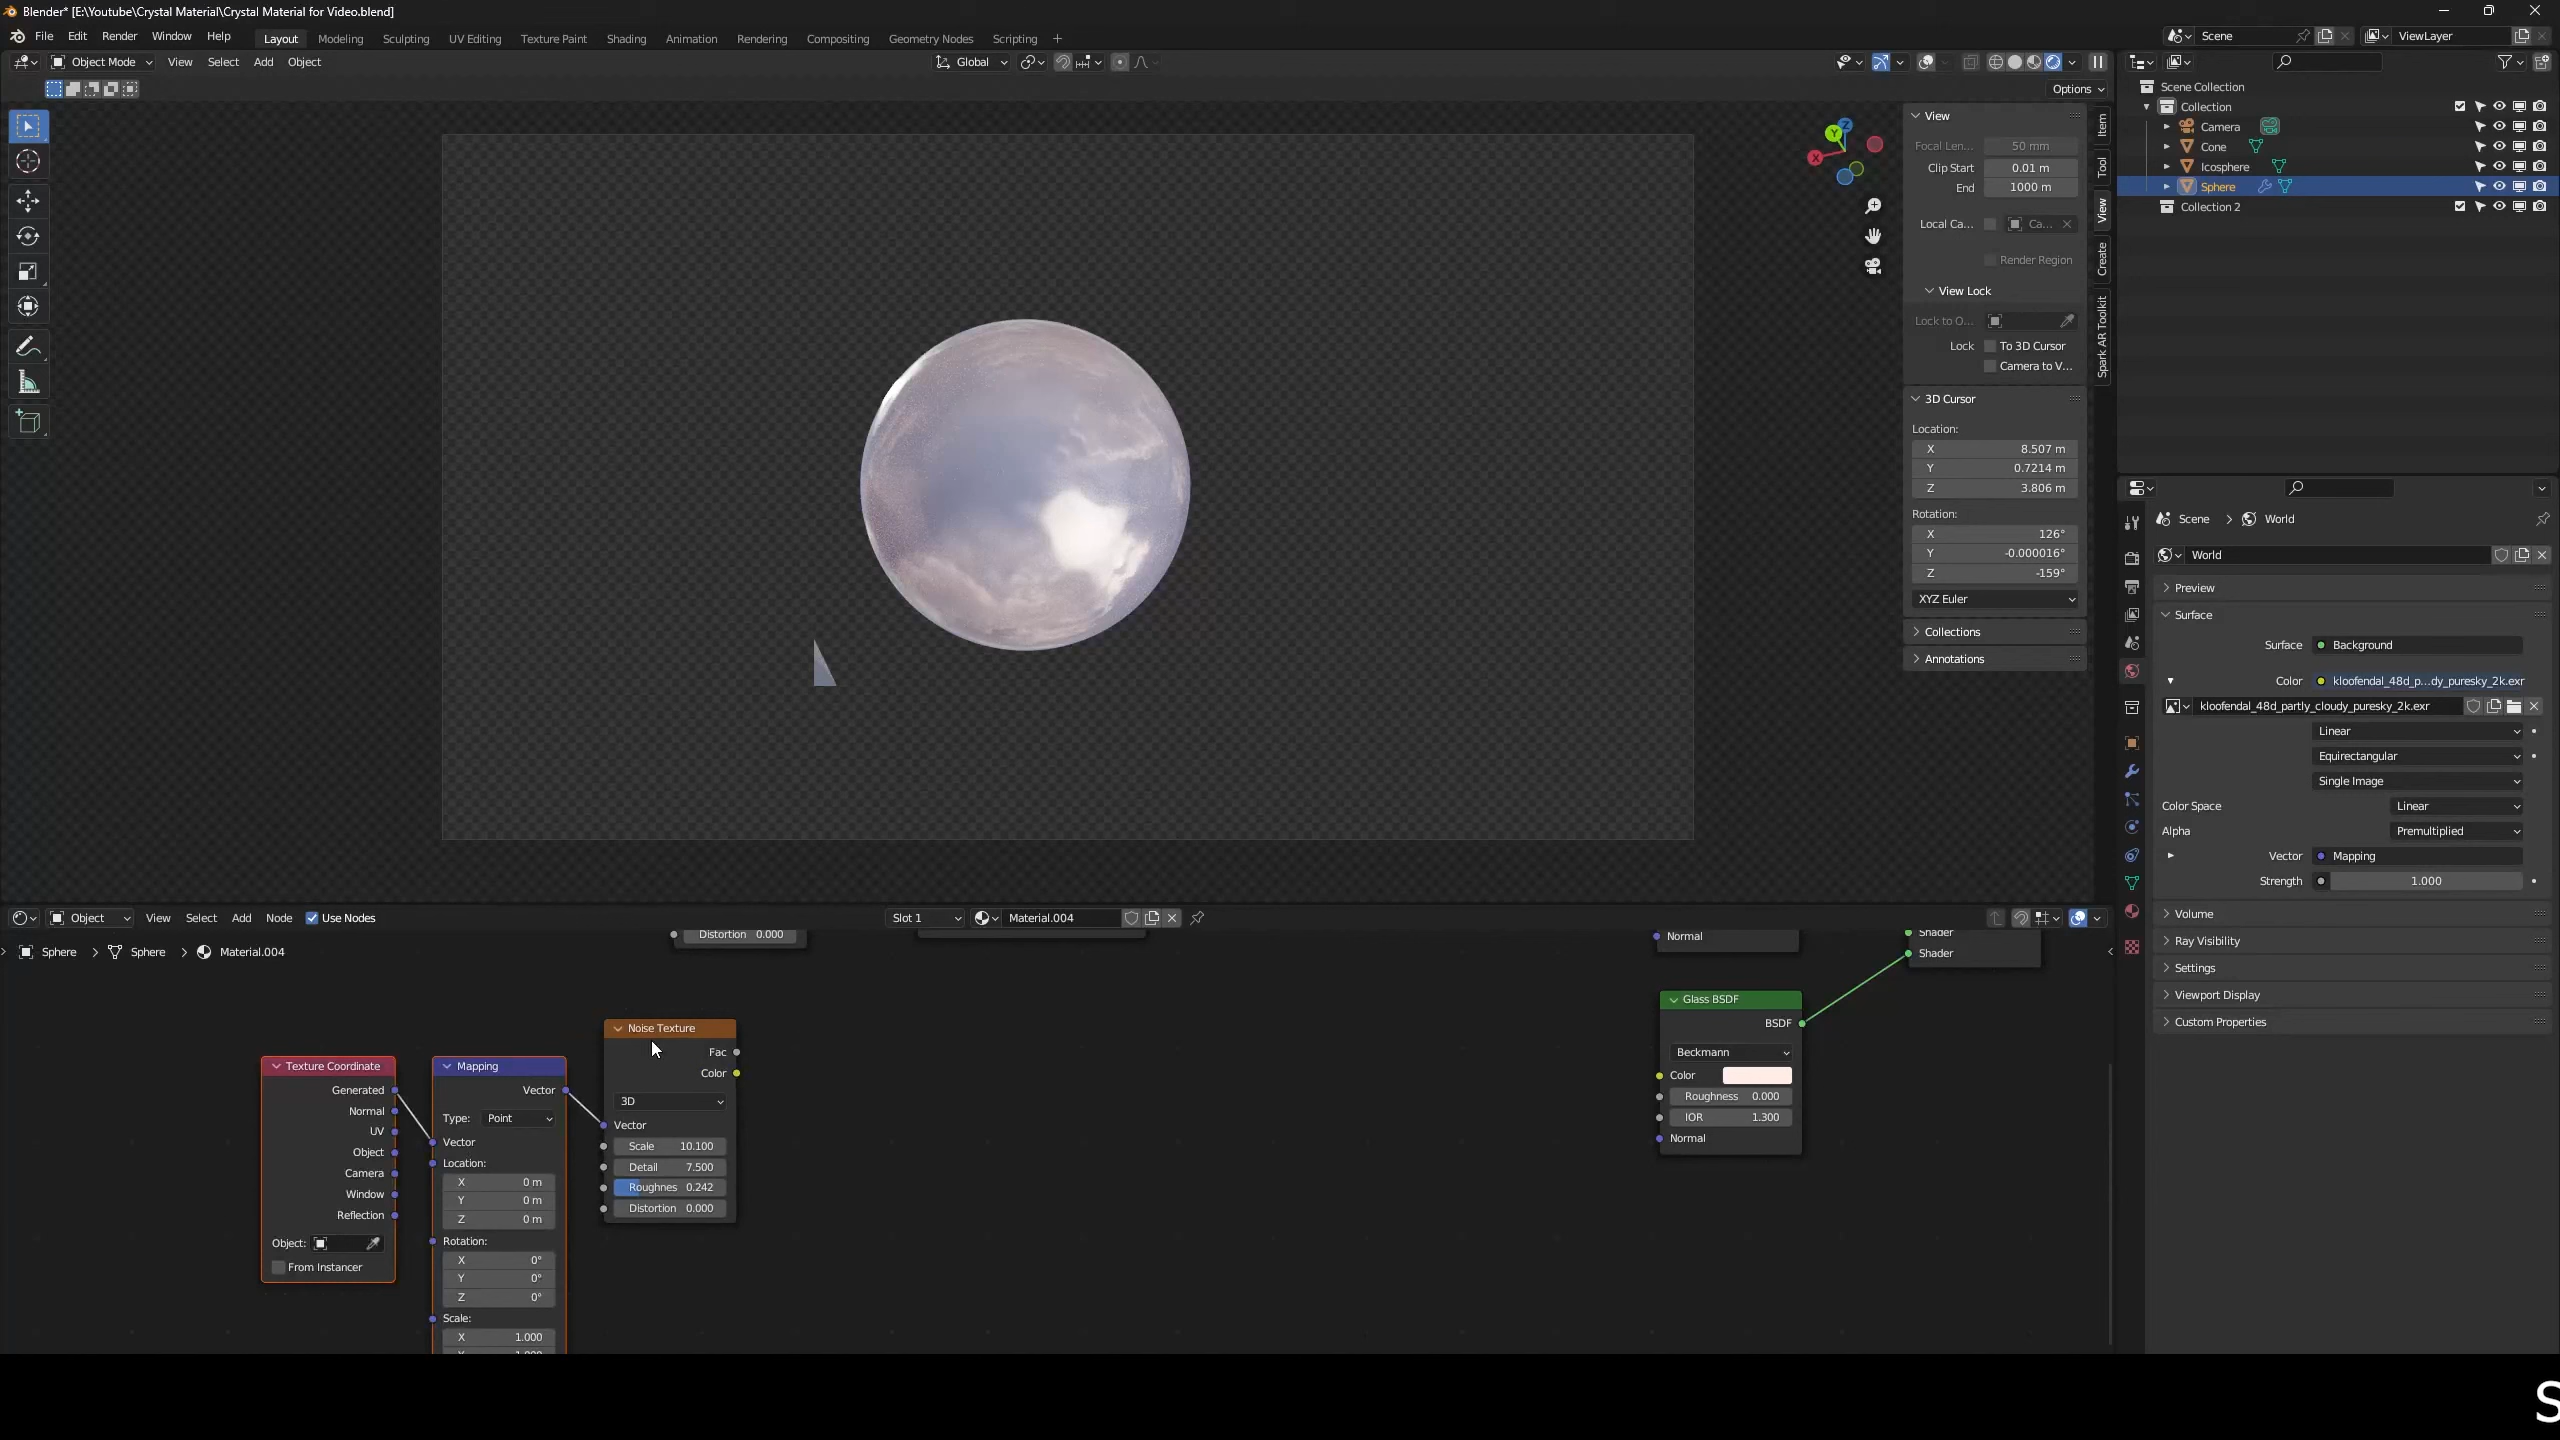 Blender* [E:\Youtube\Crystal Material\Crystal Material for Video.blend]
File Edit Render Window Help
Layout Modeling Sculpting UV Editing Texture Paint Shading Animation Rendering Compositing Geometry Nodes Scripting +
Scene
ViewLayer
Object Mode View Select Add Object
Global
Options
View
Focal Len... 50 mm
Clip Start 0.01 m
End 1000 m
Local Ca... Ca...
Render Region
View Lock
Lock to O...
Lock To 3D Cursor
Camera to V...
3D Cursor
Location:
X 8.507 m
Y 0.7214 m
Z 3.806 m
Rotation:
X 126°
Y -0.000016°
Z -159°
XYZ Euler
Collections
Annotations
Item
Tool
View
Create
Spark AR Toolkit
X
Y
Z
Scene Collection
Collection
Camera
Cone
Icosphere
Sphere
Collection 2
Scene > World
World
Preview
Surface
Surface Background
Color kloofendal_48d_p...dy_puresky_2k.exr
kloofendal_48d_partly_cloudy_puresky_2k.exr
Linear
Equirectangular
Single Image
Color Space Linear
Alpha Premultiplied
Vector Mapping
Strength 1.000
Volume
Ray Visibility
Settings
Viewport Display
Custom Properties
Object View Select Add Node Use Nodes
Slot 1
Material.004
Sphere > Sphere > Material.004
Distortion 0.000
Normal
Shader
Shader
Texture Coordinate
Generated
Normal
UV
Object
Camera
Window
Reflection
Object:
From Instancer
Mapping
Vector
Type: Point
Vector
Location:
X 0 m
Y 0 m
Z 0 m
Rotation:
X 0°
Y 0°
Z 0°
Scale:
X 1.000
Noise Texture
Fac
Color
3D
Vector
Scale 10.100
Detail 7.500
Roughnes 0.242
Distortion 0.000
Glass BSDF
BSDF
Beckmann
Color
Roughness 0.000
IOR 1.300
Normal
S